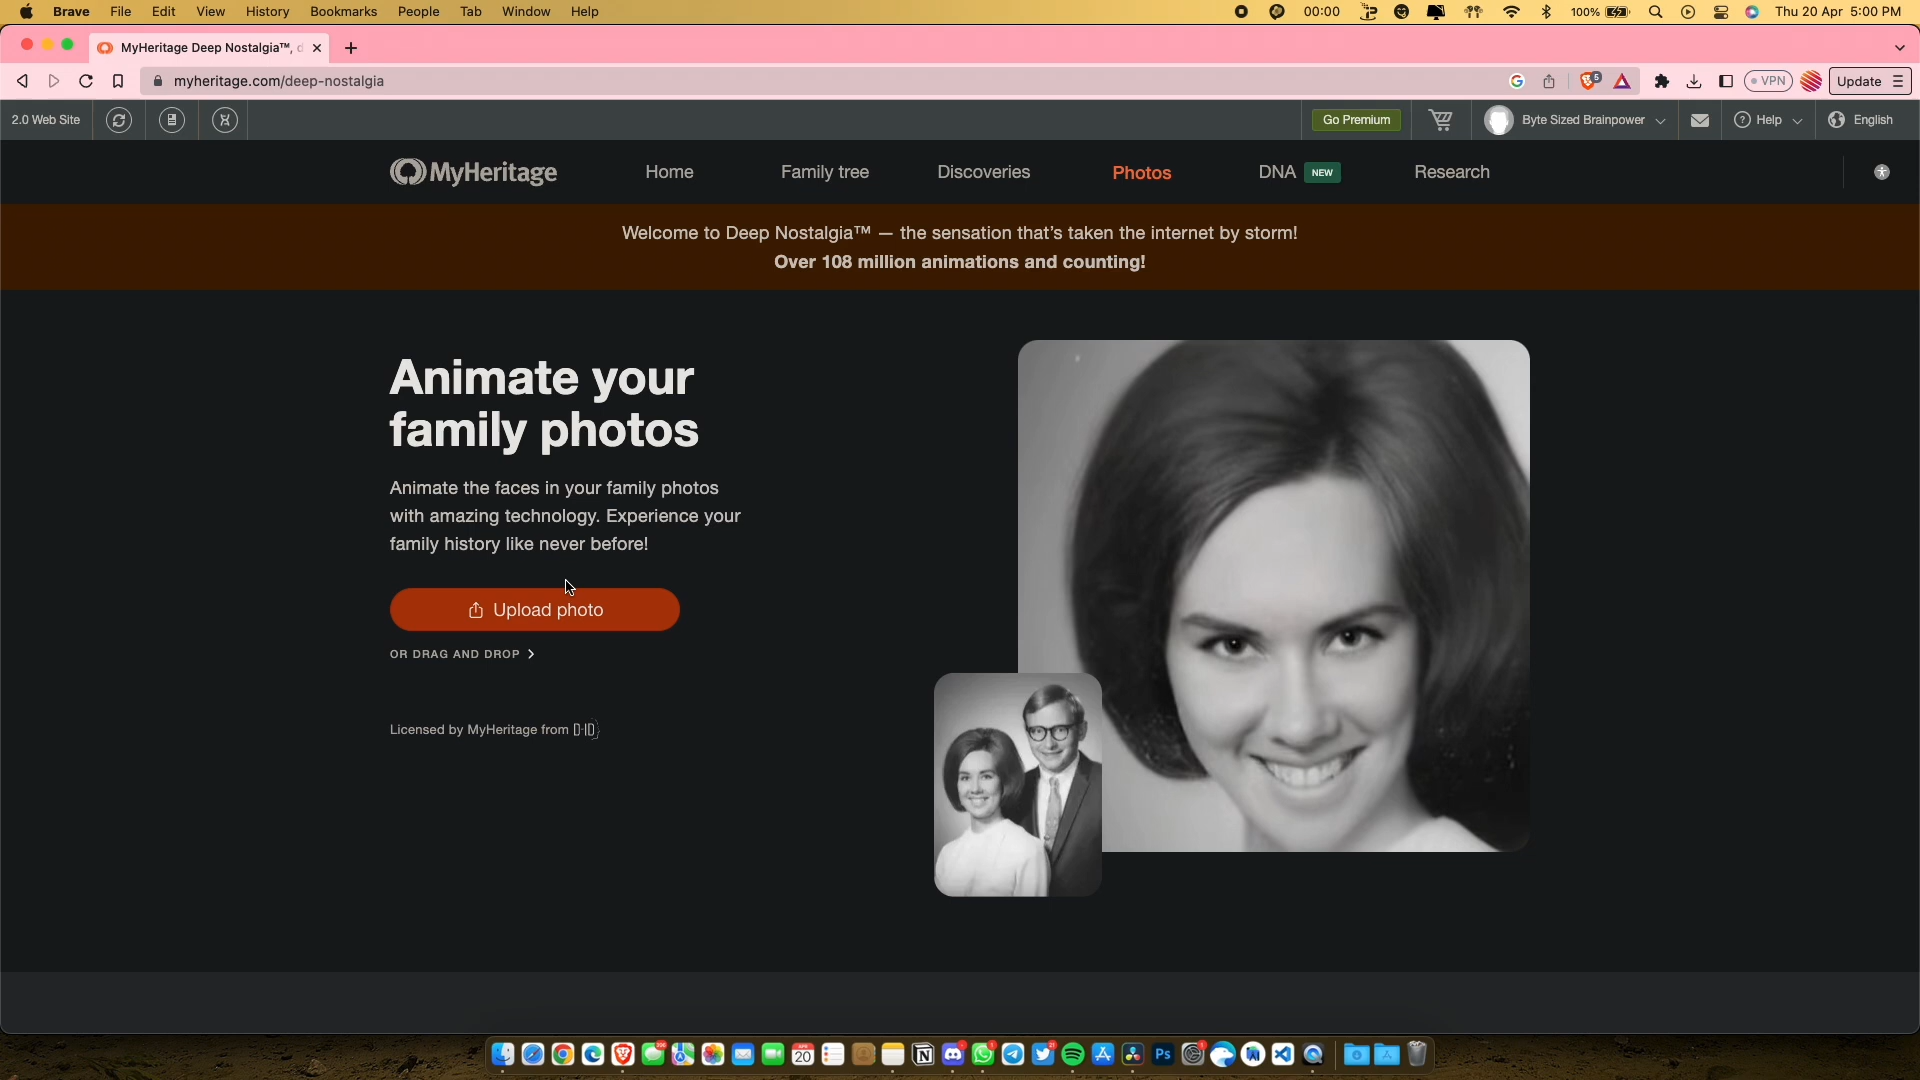 Brave File Edit View History Bookmarks People Tab Window Help
00:00 100% Thu 20 Apr 5:00 PM
MyHeritage Deep Nostalgia™,
myheritage.com/deep-nostalgia
5 VPN Update
2.0 Web Site
Go Premium
Byte Sized Brainpower
Help
English
MyHeritage
Home
Family tree
Discoveries
Photos
DNA NEW
Research
Welcome to Deep Nostalgia™ — the sensation that's taken the internet by storm!
Over 108 million animations and counting!
Animate your
family photos
Animate the faces in your family photos
with amazing technology. Experience your
family history like never before!
Upload photo
OR DRAG AND DROP
Licensed by MyHeritage from D-ID
20
Ps